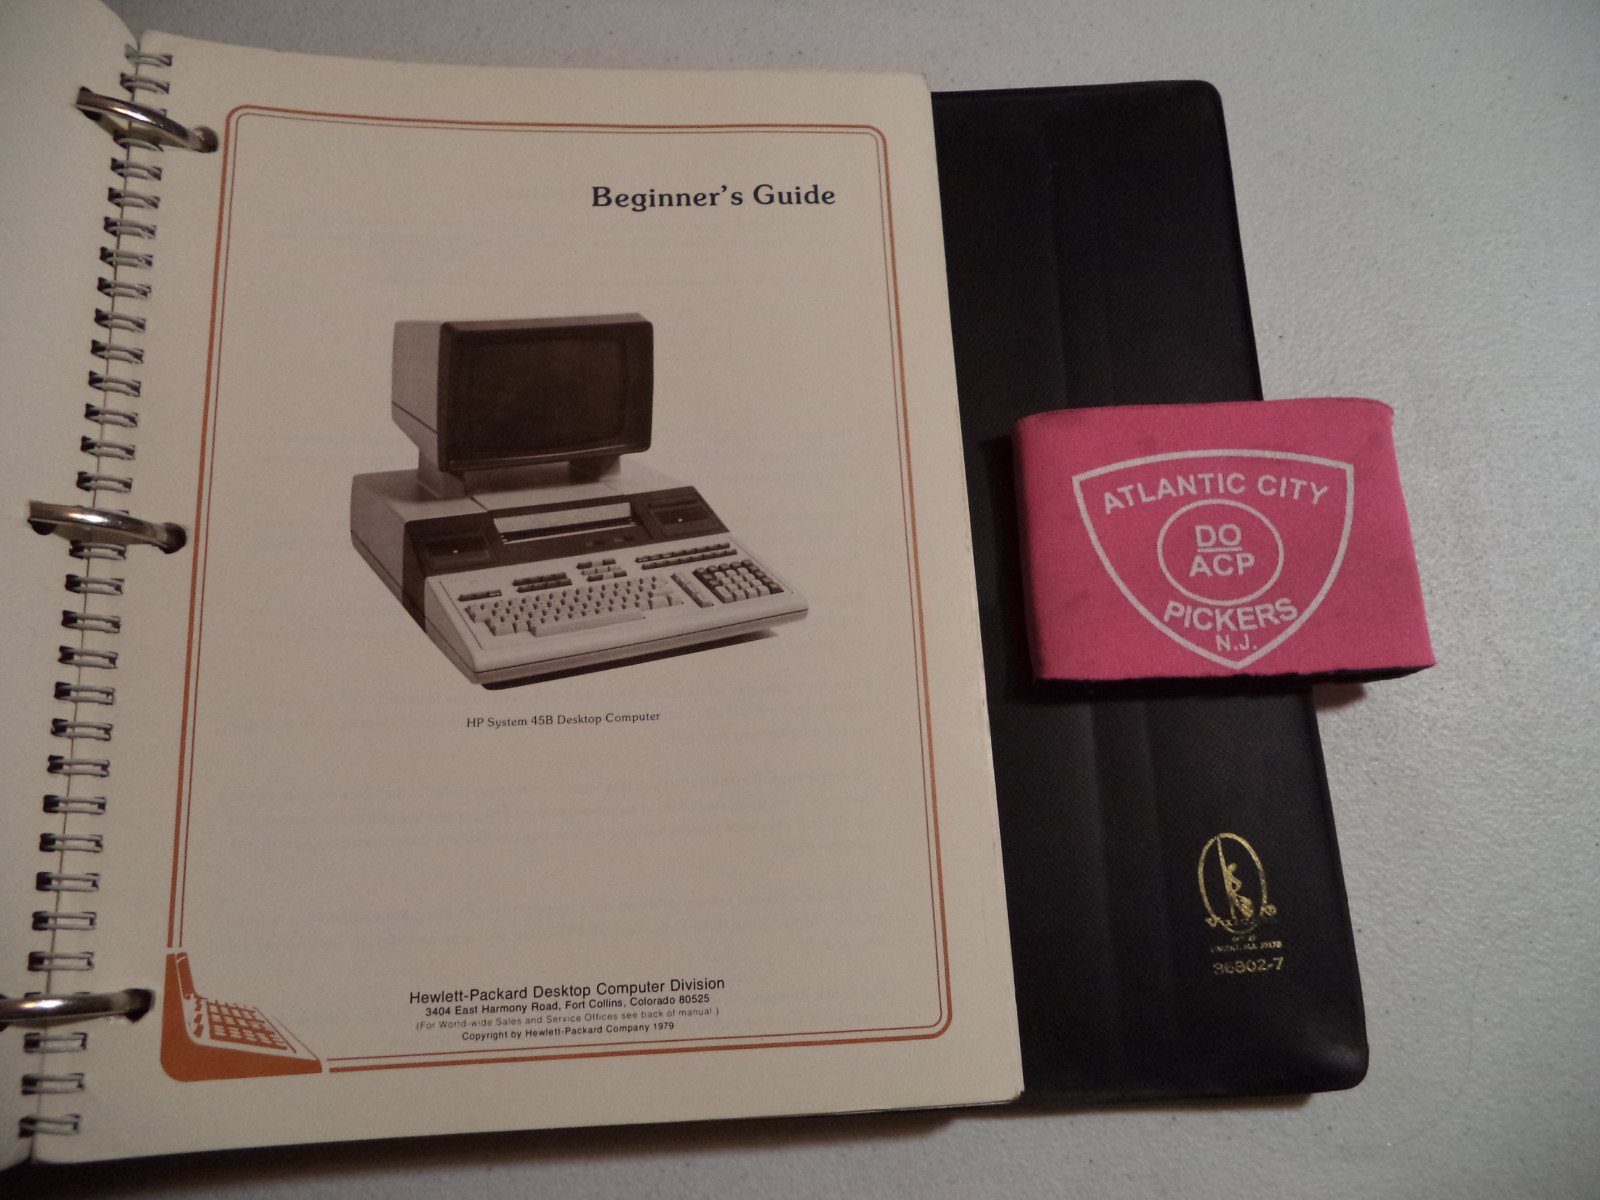 Beginner's Guide
HP System 45B Desktop Computer
Hewlett-Packard Desktop Computer Division
3404 East Harmony Road, Fort Collins, Colorado 80525
(For World-wide Sales and Service Offices see back of manual.)
Copyright by Hewlett-Packard Company 1979
ATLANTIC CITY
DO
ACP
PICKERS
N.J.
36802-7